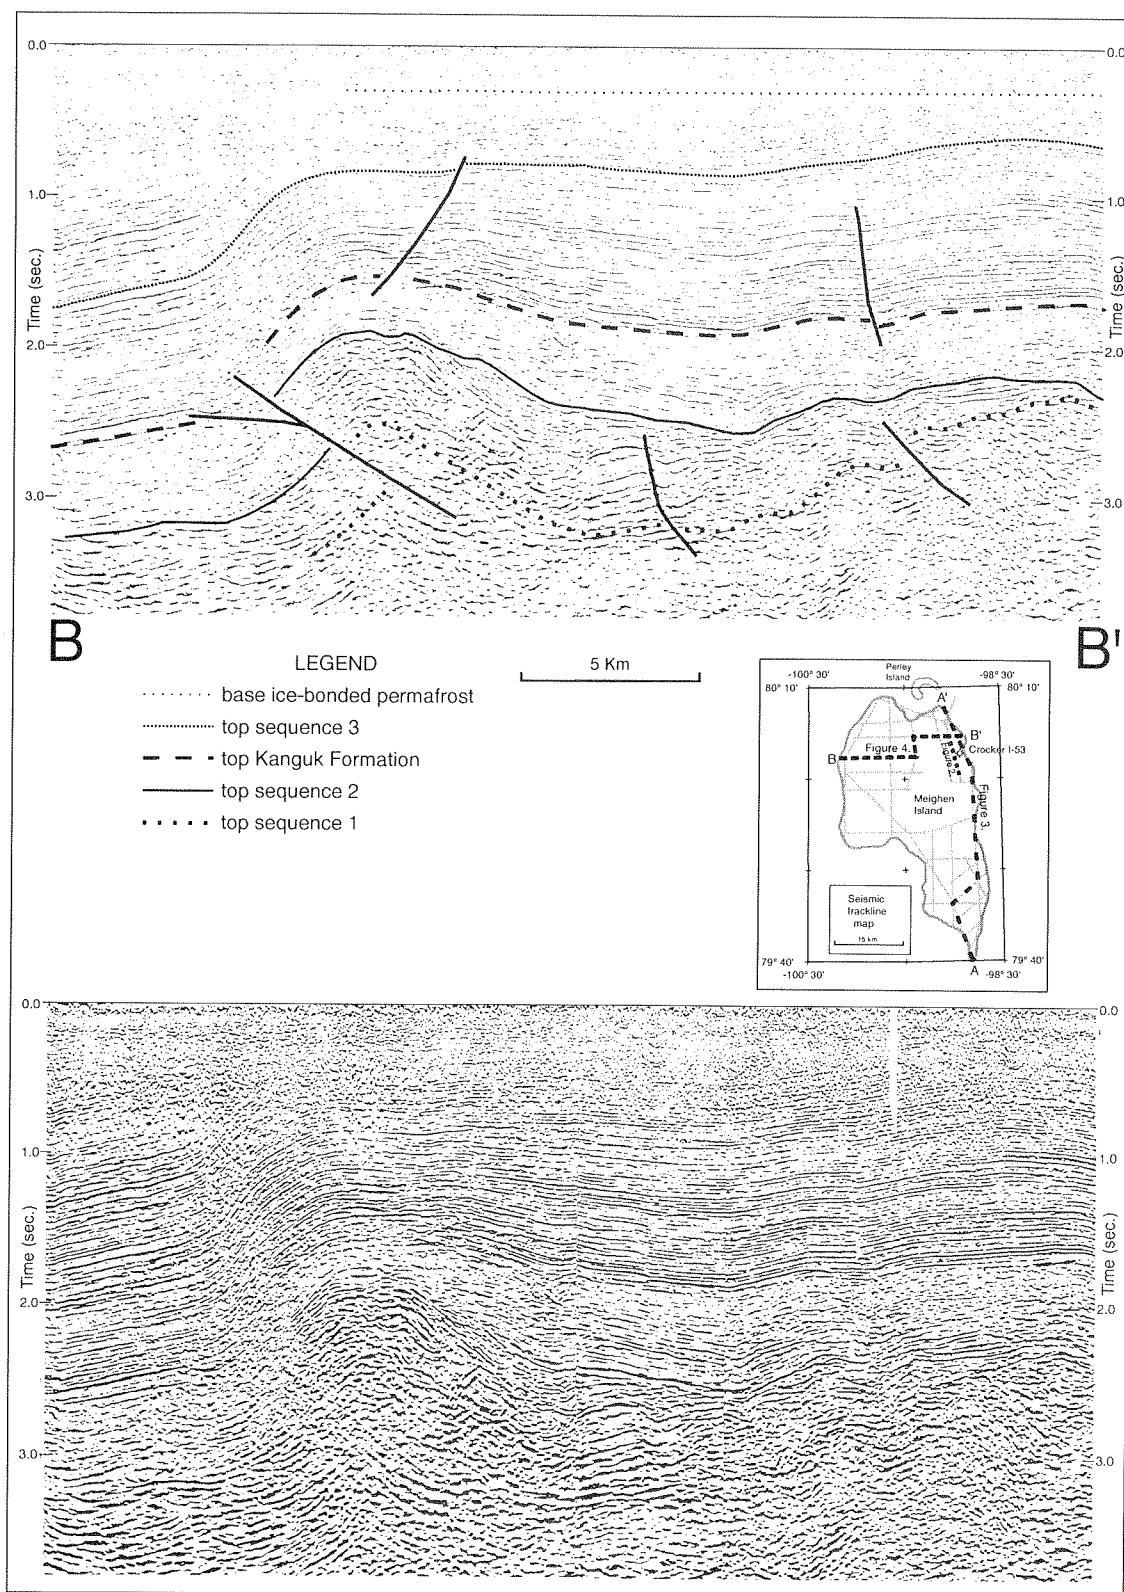 0.0
0.0
1.0
1.0
Time (sec.)
Time (sec.)
2.0
2.0
3.0
3.0
B
B'
LEGEND
base ice-bonded permafrost
top sequence 3
top Kanguk Formation
top sequence 2
top sequence 1
5 Km
Perley
Island
-100° 30'
-98° 30'
80° 10'
80° 10'
A'
B'
Figure 4.
Crocker I-53
B
Figure 2.
Meighen
Island
Figure 3.
Seismic
trackline
map
15 km
79° 40'
79° 40'
-100° 30'
A
-98° 30'
0.0
0.0
1.0
1.0
Time (sec.)
Time (sec.)
2.0
2.0
3.0
3.0